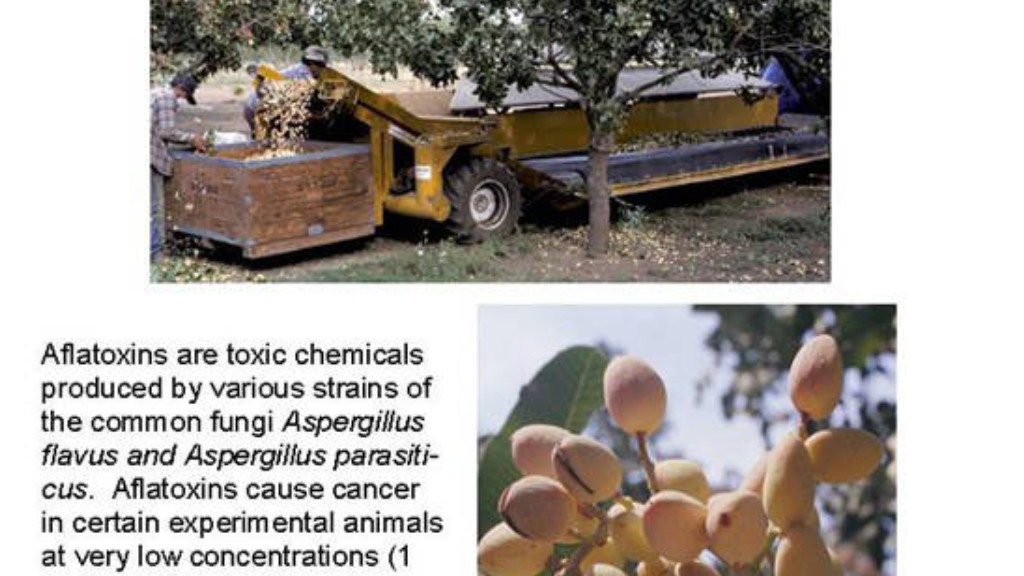 Aflatoxins are toxic chemicals
produced by various strains of
the common fungi Aspergillus
flavus and Aspergillus parasiti-
cus.  Aflatoxins cause cancer
in certain experimental animals
at very low concentrations (1